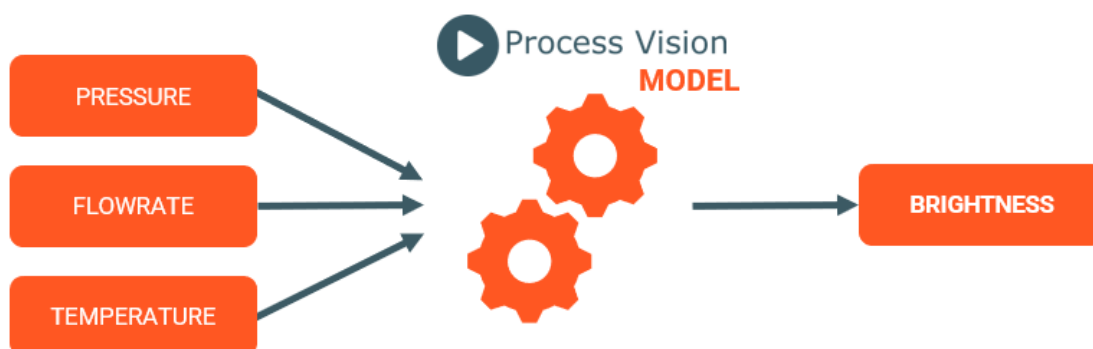 Process Vision
MODEL
PRESSURE
FLOWRATE
TEMPERATURE
BRIGHTNESS